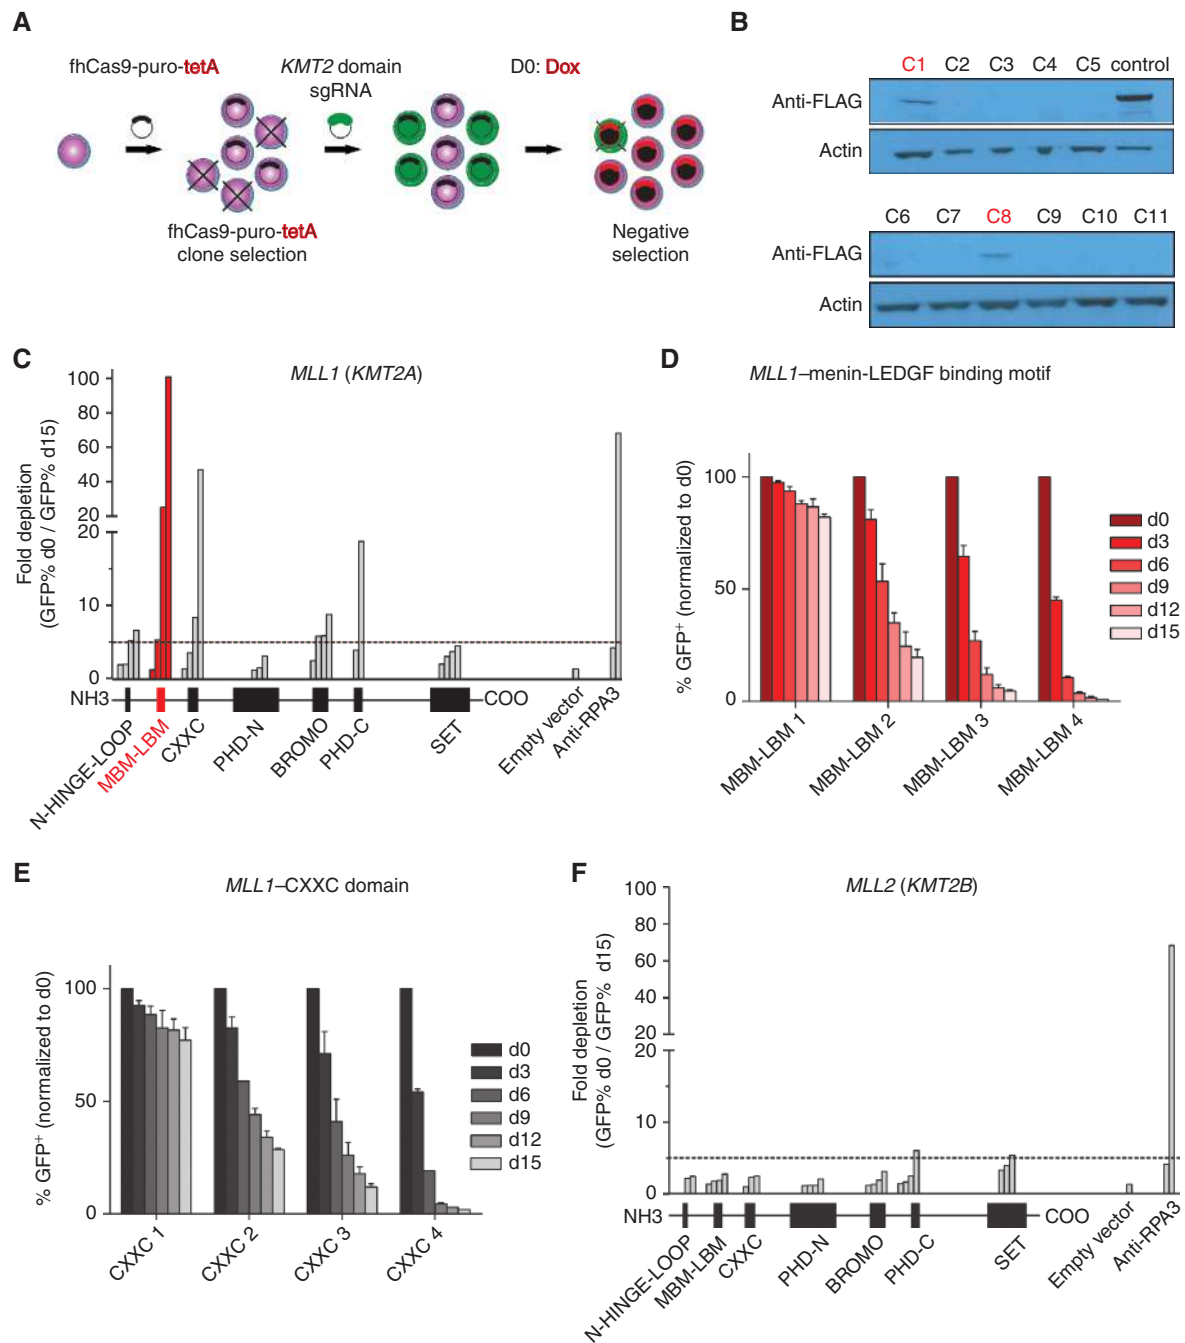 A
fhCas9-puro-tetA
KMT2 domain
sgRNA
D0: Dox
fhCas9-puro-tetA
clone selection
Negative
selection
B
C1 C2 C3 C4 C5 control
Anti-FLAG
Actin
C6 C7 C8 C9 C10 C11
Anti-FLAG
Actin
C
MLL1 (KMT2A)
Fold depletion
(GFP% d0 / GFP% d15)
100
80
60
40
20
20
10
0
NH3
COO
N-HINGE-LOOP
MBM-LBM
CXXC
PHD-N
BROMO
PHD-C
SET
Empty vector
Anti-RPA3
D
MLL1–menin-LEDGF binding motif
% GFP+ (normalized to d0)
100
50
0
MBM-LBM 1
MBM-LBM 2
MBM-LBM 3
MBM-LBM 4
d0
d3
d6
d9
d12
d15
E
MLL1–CXXC domain
% GFP+ (normalized to d0)
100
50
0
CXXC 1
CXXC 2
CXXC 3
CXXC 4
d0
d3
d6
d9
d12
d15
F
MLL2 (KMT2B)
Fold depletion
(GFP% d0 / GFP% d15)
100
80
60
40
20
20
10
0
NH3
COO
N-HINGE-LOOP
MBM-LBM
CXXC
PHD-N
BROMO
PHD-C
SET
Empty vector
Anti-RPA3